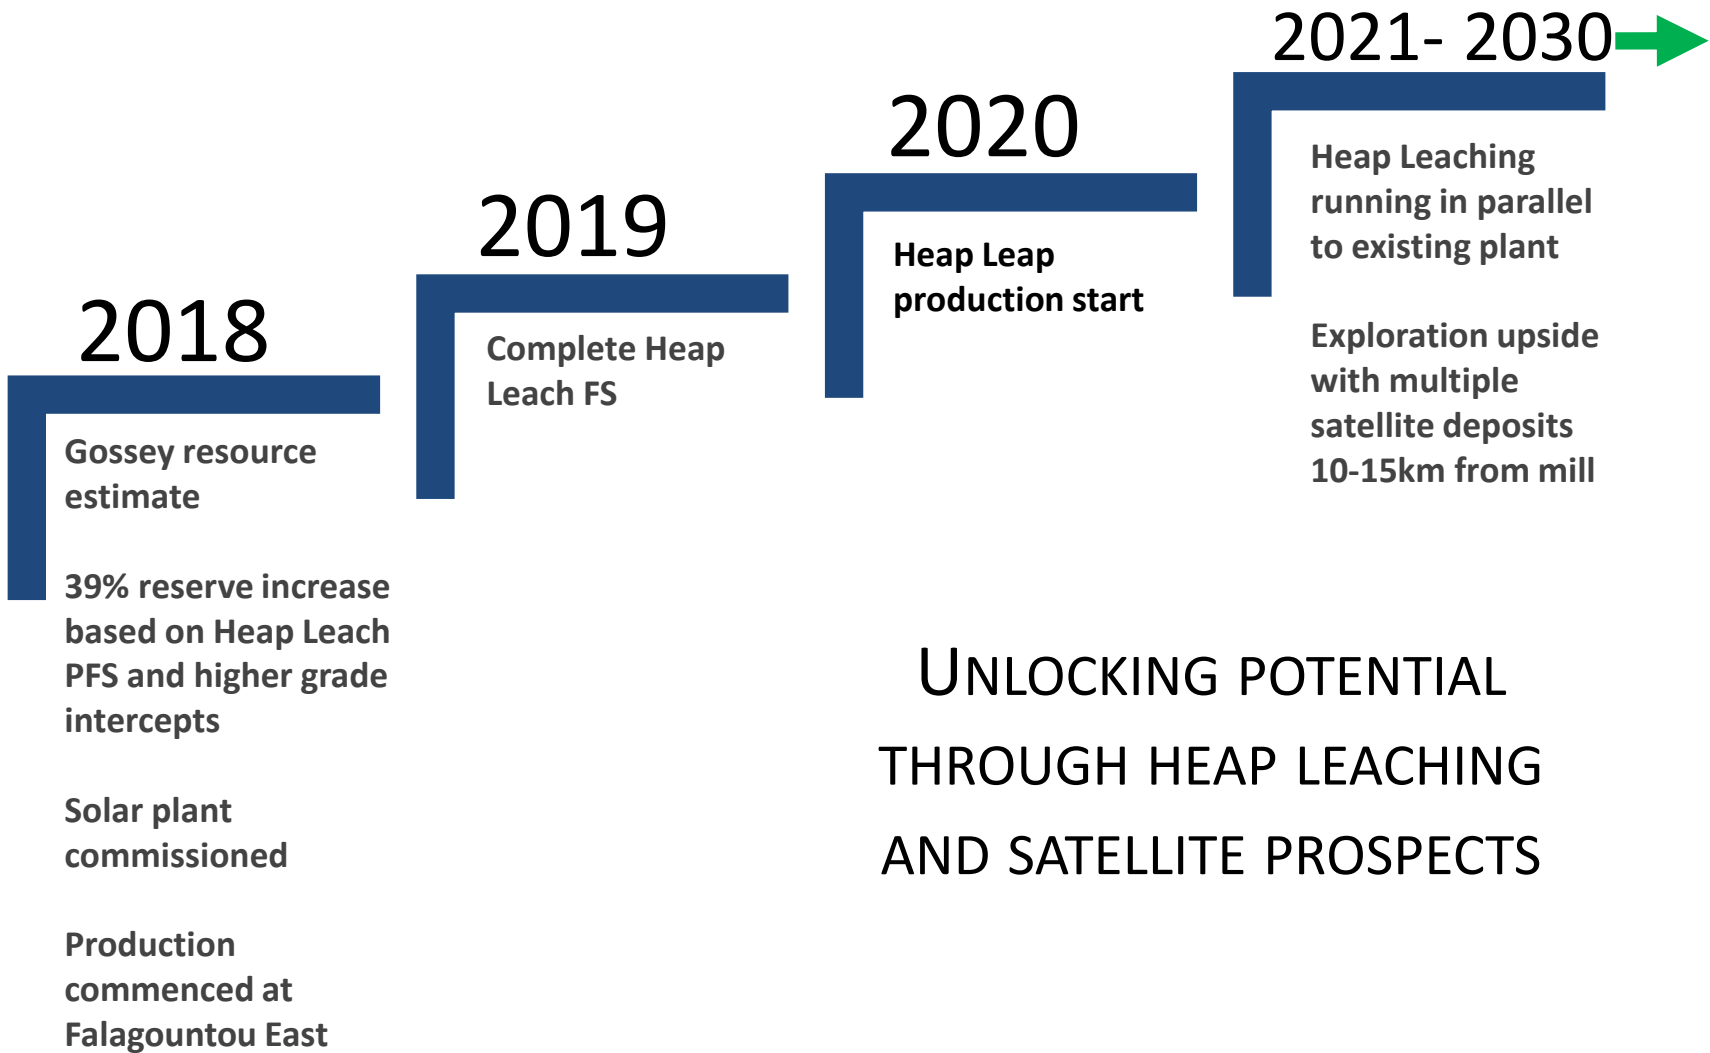 2018
Gossey resource
estimate
39% reserve increase
based on Heap Leach
PFS and higher grade
intercepts
Solar plant
commissioned
Production
commenced at
Falagountou East
2019
Complete Heap
Leach FS
2020
Heap Leap
production start
2021- 2030
Heap Leaching
running in parallel
to existing plant
Exploration upside
with multiple
satellite deposits
10-15km from mill
UNLOCKING POTENTIAL
THROUGH HEAP LEACHING
AND SATELLITE PROSPECTS